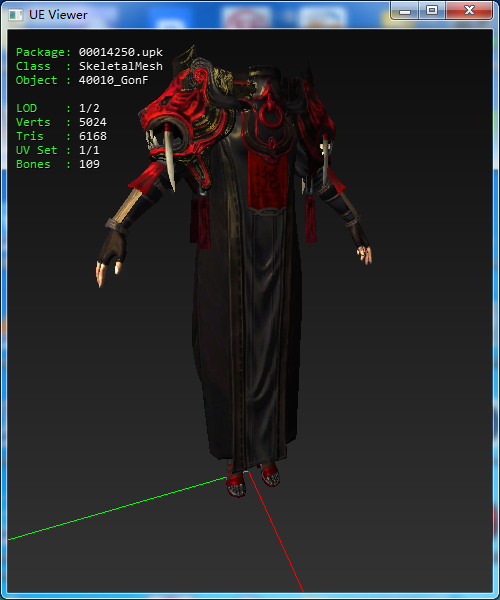 UE Viewer
Package: 00014250.upk
Class : SkeletalMesh
Object : 40010_GonF
LOD : 1/2
Verts : 5024
Tris : 6168
UV Set : 1/1
Bones : 109